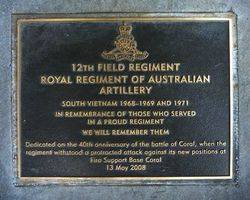 12TH FIELD REGIMENT
ROYAL REGIMENT OF AUSTRALIAN
ARTILLERY
SOUTH VIETNAM 1968-1969 AND 1971
IN REMEMBRANCE OF THOSE WHO SERVED
IN A PROUD REGIMENT
WE WILL REMEMBER THEM
Dedicated on the 40th anniversary of the battle of Coral, when the
regiment withstood a protracted attack against its new positions at
Fire Support Base Coral
13 May 2008